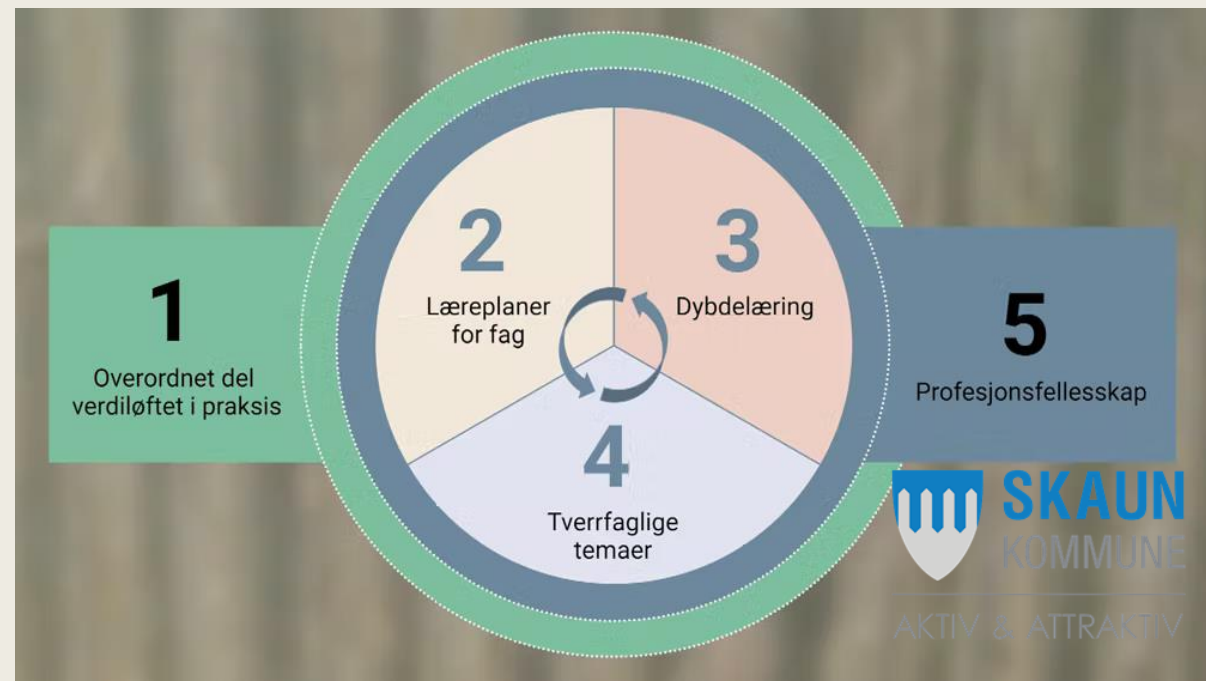 1
Overordnet del
verdiløftet i praksis
2
Læreplaner
for fag
3
Dybdelæring
4
Tverrfaglige
temaer
5
Profesjonsfellesskap
SKAUN
KOMMUNE
AKTIV & ATTRAKTIV